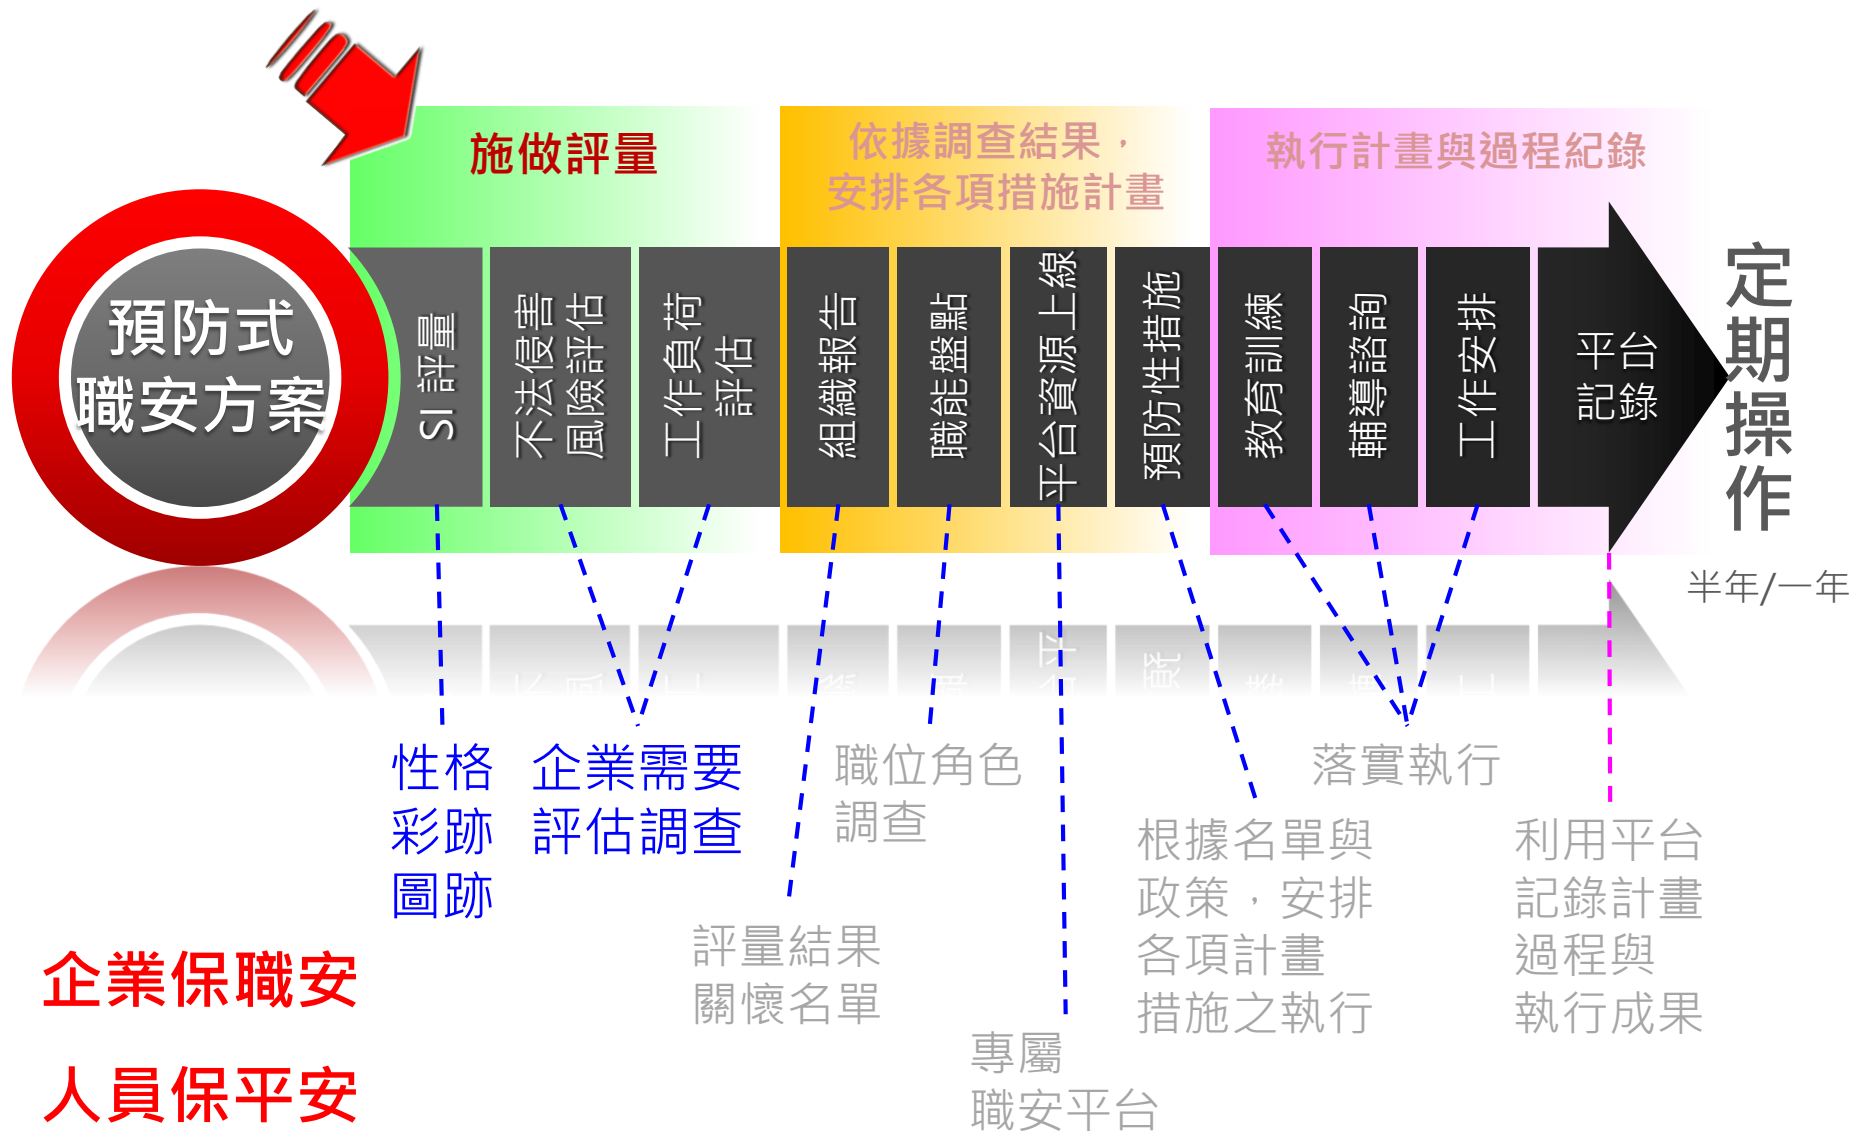 施做評量
依據調查結果，
安排各項措施計畫
執行計畫與過程紀錄
預防式
職安方案
SI 評量
不法侵害
風險評估
工作負荷
評估
組織報告
職能盤點
平台資源上線
預防性措施
教育訓練
輔導諮詢
工作安排
平台
記錄
定期操作
半年/一年
性格
彩跡
圖跡
企業需要
評估調查
評量結果
關懷名單
職位角色
調查
專屬
職安平台
根據名單與
政策，安排
各項計畫
措施之執行
落實執行
利用平台
記錄計畫
過程與
執行成果
企業保職安
人員保平安